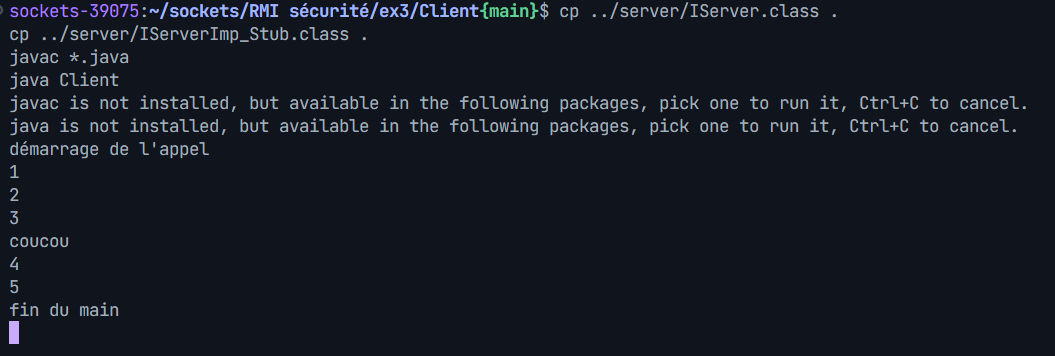 sockets-39075:~/sockets/RMI sécurité/ex3/Client{main}$ cp ../server/IServer.class .
cp ../server/IServerImp_Stub.class .
javac *.java
java Client
javac is not installed, but available in the following packages, pick one to run it, Ctrl+C to cancel.
java is not installed, but available in the following packages, pick one to run it, Ctrl+C to cancel.
démarrage de l'appel
1
2
3
coucou
4
5
fin du main